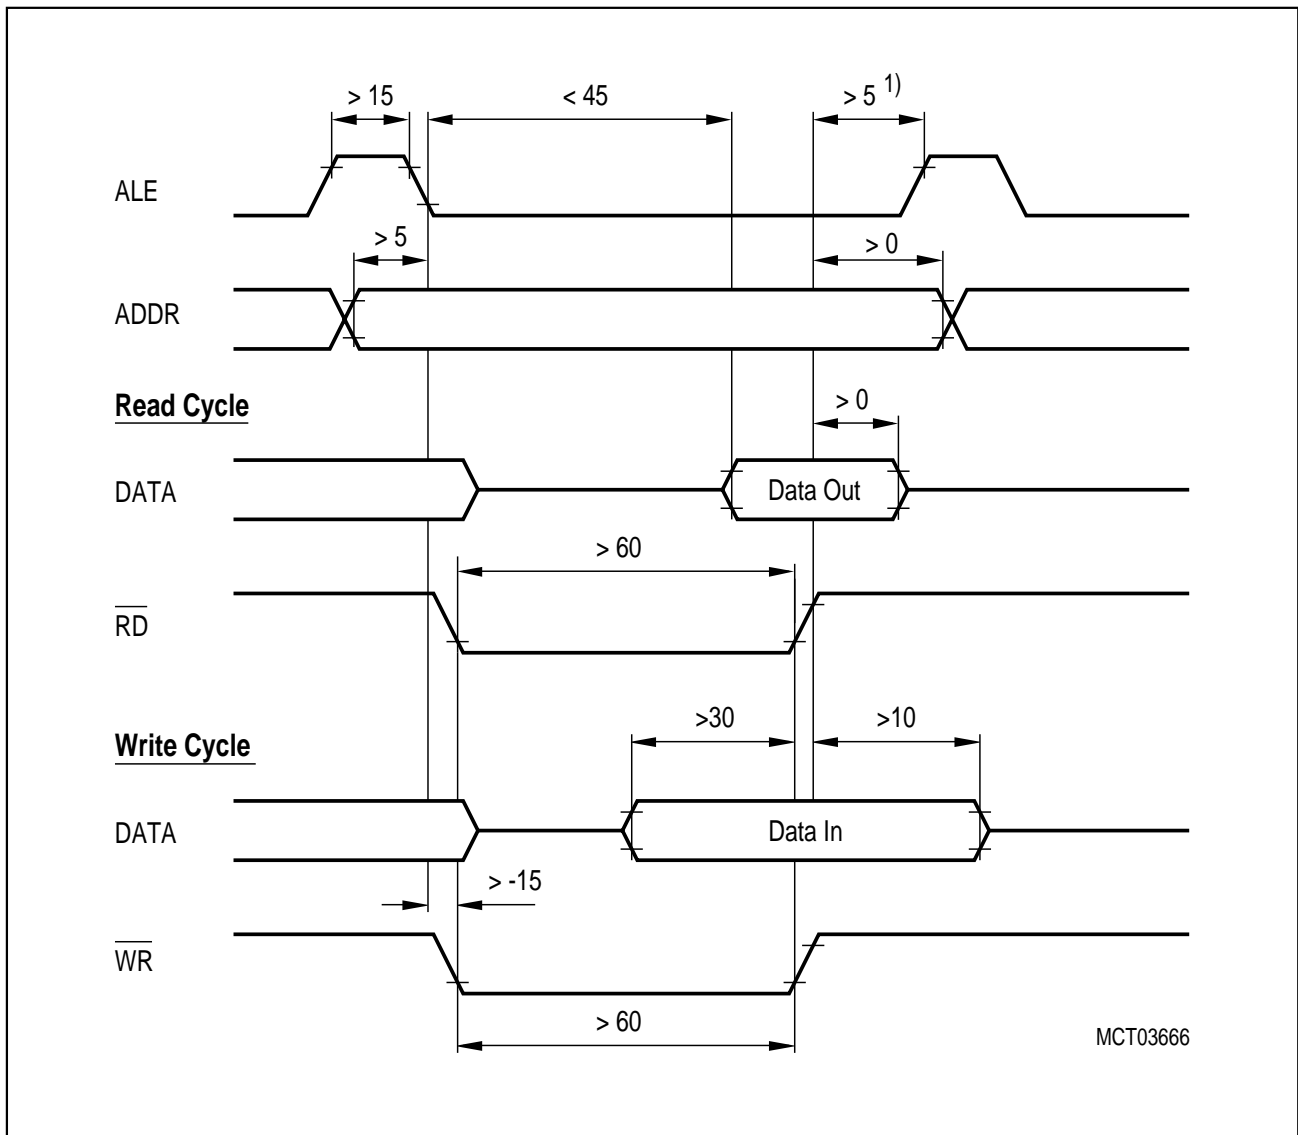 > 15
< 45
> 5 1)
ALE
> 5
> 0
ADDR
Read Cycle
> 0
DATA
Data Out
> 60
RD
>30
>10
Write Cycle
DATA
Data In
> -15
WR
> 60
MCT03666